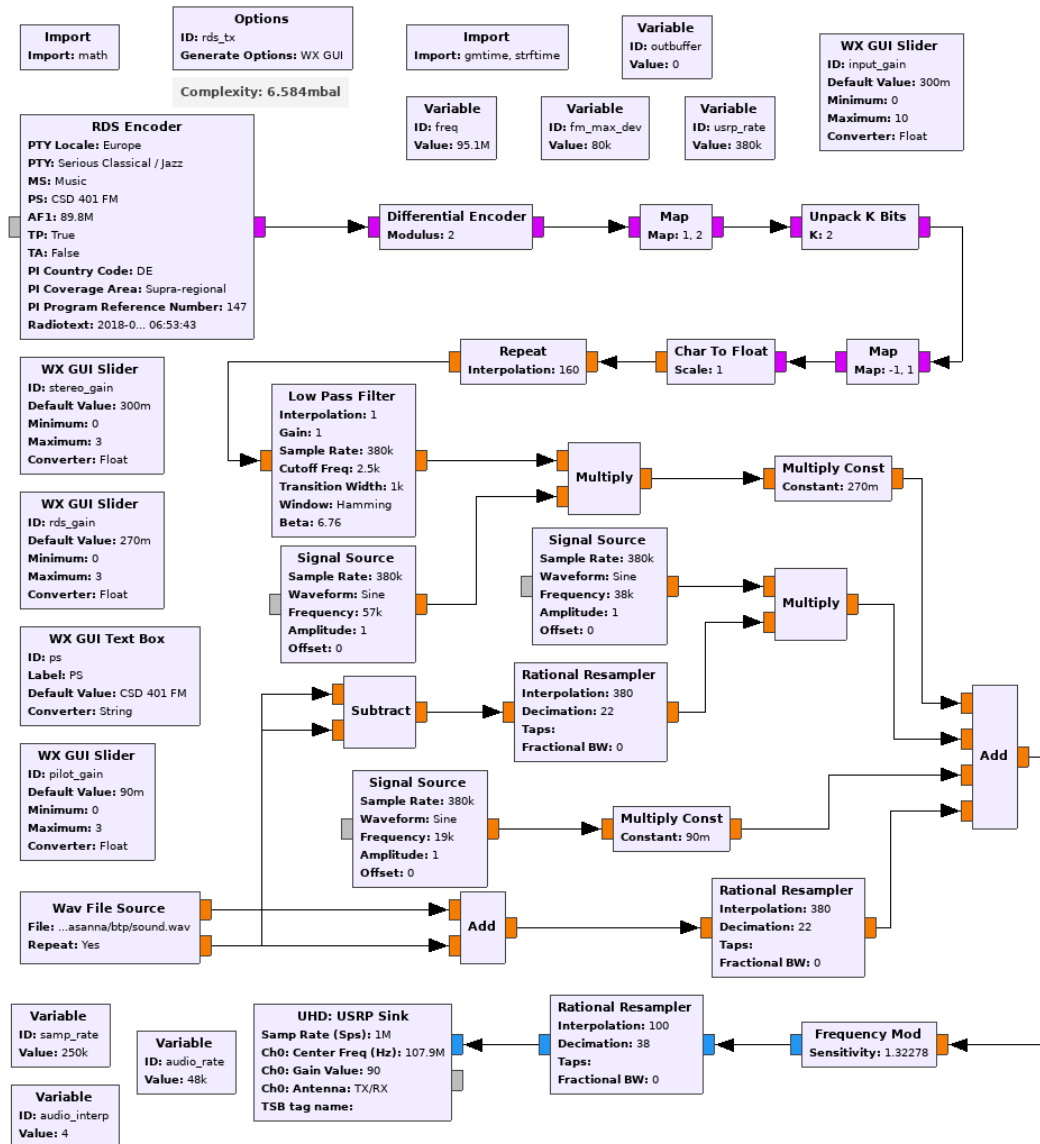 Import
Import: math
Options
ID: rds_tx
Generate Options: WX GUI
Complexity: 6.584mbal
Import
Import: gmtime, strftime
Variable
ID: outbuffer
Value: 0
WX GUI Slider
ID: input_gain
Default Value: 300m
Minimum: 0
Maximum: 10
Converter: Float
Variable
ID: freq
Value: 95.1M
Variable
ID: fm_max_dev
Value: 80k
Variable
ID: usrp_rate
Value: 380k
RDS Encoder
PTY Locale: Europe
PTY: Serious Classical / Jazz
MS: Music
PS: CSD 401 FM
AF1: 89.8M
TP: True
TA: False
PI Country Code: DE
PI Coverage Area: Supra-regional
PI Program Reference Number: 147
Radiotext: 2018-0... 06:53:43
Differential Encoder
Modulus: 2
Map
Map: 1, 2
Unpack K Bits
K: 2
Repeat
Interpolation: 160
Char To Float
Scale: 1
Map
Map: -1, 1
WX GUI Slider
ID: stereo_gain
Default Value: 300m
Minimum: 0
Maximum: 3
Converter: Float
Low Pass Filter
Interpolation: 1
Gain: 1
Sample Rate: 380k
Cutoff Freq: 2.5k
Transition Width: 1k
Window: Hamming
Beta: 6.76
Multiply
Multiply Const
Constant: 270m
WX GUI Slider
ID: rds_gain
Default Value: 270m
Minimum: 0
Maximum: 3
Converter: Float
Signal Source
Sample Rate: 380k
Waveform: Sine
Frequency: 57k
Amplitude: 1
Offset: 0
Signal Source
Sample Rate: 380k
Waveform: Sine
Frequency: 38k
Amplitude: 1
Offset: 0
Multiply
WX GUI Text Box
ID: ps
Label: PS
Default Value: CSD 401 FM
Converter: String
Subtract
Rational Resampler
Interpolation: 380
Decimation: 22
Taps:
Fractional BW: 0
Add
WX GUI Slider
ID: pilot_gain
Default Value: 90m
Minimum: 0
Maximum: 3
Converter: Float
Signal Source
Sample Rate: 380k
Waveform: Sine
Frequency: 19k
Amplitude: 1
Offset: 0
Multiply Const
Constant: 90m
Wav File Source
File: ...asanna/btp/sound.wav
Repeat: Yes
Add
Rational Resampler
Interpolation: 380
Decimation: 22
Taps:
Fractional BW: 0
Variable
ID: samp_rate
Value: 250k
Variable
ID: audio_rate
Value: 48k
UHD: USRP Sink
Samp Rate (Sps): 1M
Ch0: Center Freq (Hz): 107.9M
Ch0: Gain Value: 90
Ch0: Antenna: TX/RX
TSB tag name:
Rational Resampler
Interpolation: 100
Decimation: 38
Taps:
Fractional BW: 0
Frequency Mod
Sensitivity: 1.32278
Variable
ID: audio_interp
Value: 4